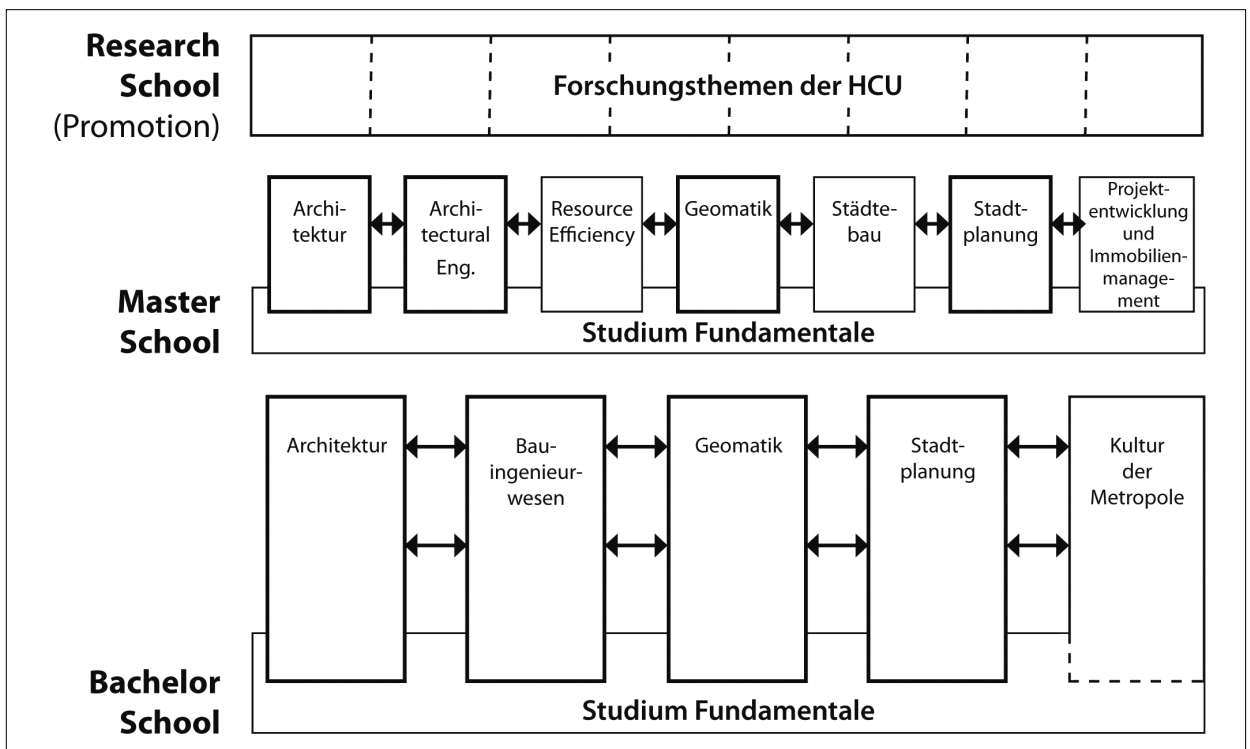 Research
School
(Promotion)
Forschungsthemen der HCU
Master
School
Archi-
tektur
Archi-
tectural
Eng.
Resource
Efficiency
Geomatik
Städte-
bau
Stadt-
planung
Projekt-
entwicklung
und
Immobilien-
manage-
ment
Studium Fundamentale
Bachelor
School
Architektur
Bau-
ingenieur-
wesen
Geomatik
Stadt-
planung
Kultur
der
Metropole
Studium Fundamentale